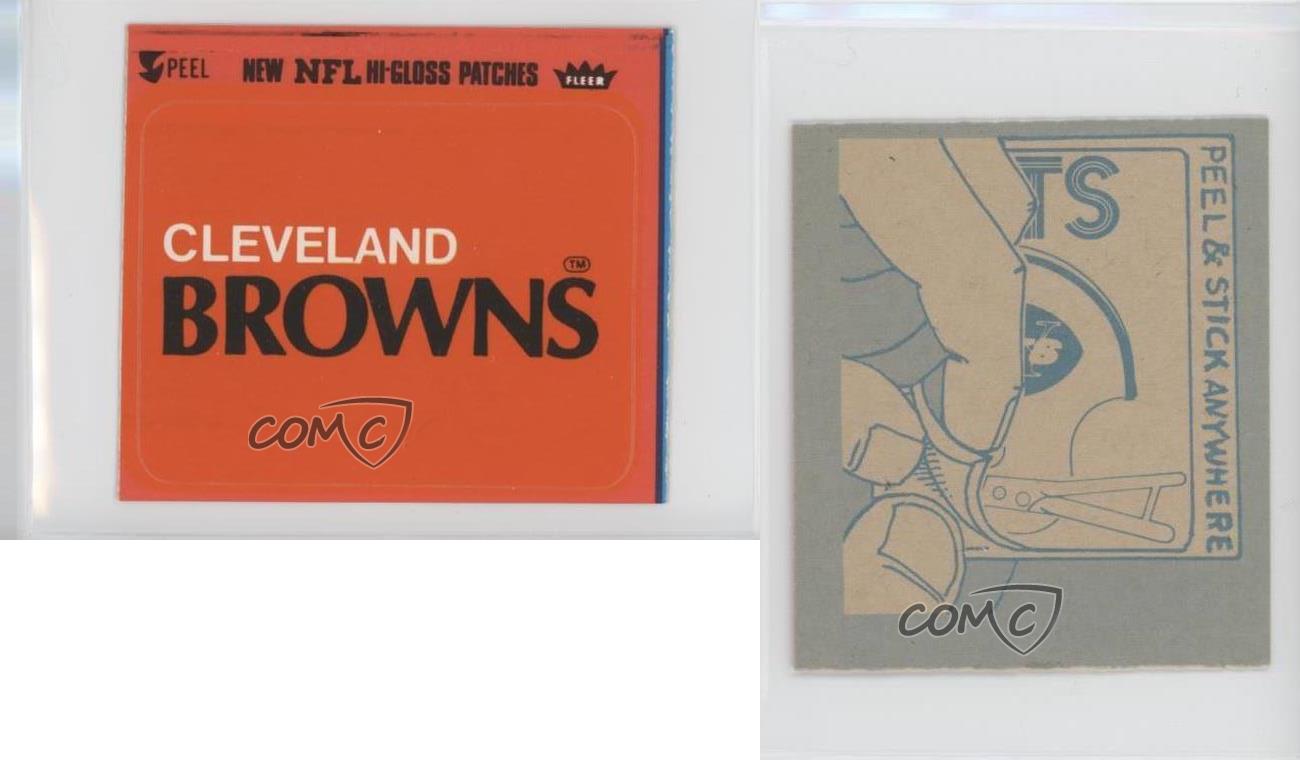 PEEL NEW NFL HI-GLOSS PATCHES FLEER
CLEVELAND
BROWNS TM
COMC
TS
PEEL & STICK ANYWHERE
COMC